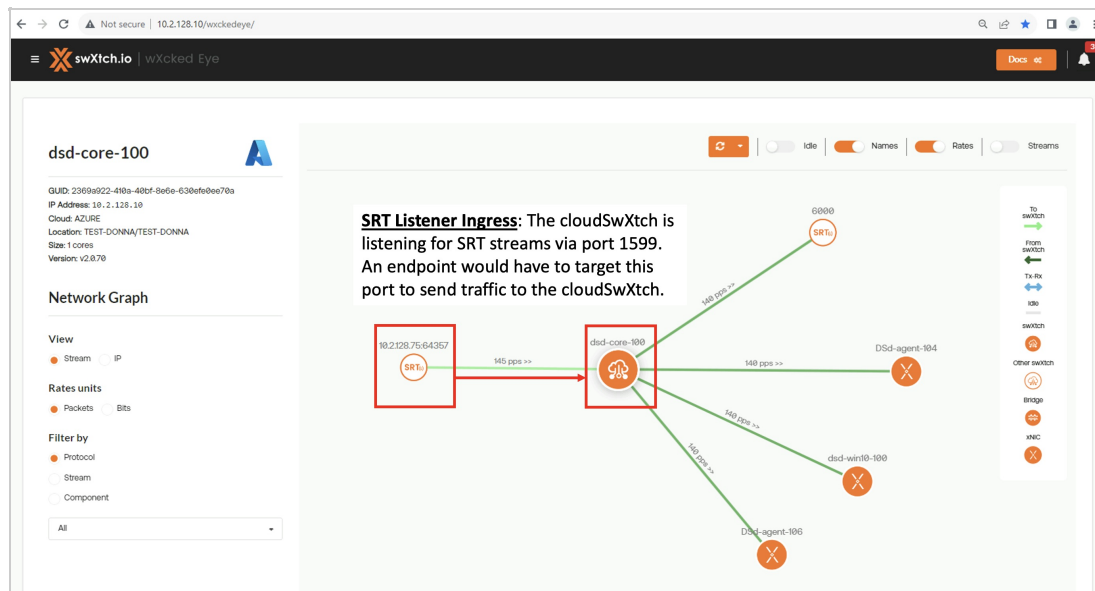 Not secure | 10.2.128.10/wxckedeye/
swXtch.io | wXcked Eye
Docs
3
dsd-core-100
GUID: 2369a922-4f0a-40bf-8e6e-630efe0ee70a
IP Address: 10.2.128.10
Cloud: AZURE
Location: TEST-DONNA/TEST-DONNA
Size: 1 cores
Version: v2.0.70
Network Graph
View
Stream IP
Rates units
Packets Bits
Filter by
Protocol
Stream
Component
All
Idle Names Rates Streams
SRT Listener Ingress: The cloudSwXtch is
listening for SRT streams via port 1599.
An endpoint would have to target this
port to send traffic to the cloudSwXtch.
6000
SRT
140 pps >>
10.2.128.75:64357
SRT
145 pps >>
dsd-core-100
140 pps >>
DSd-agent-104
140 pps >>
dsd-win10-100
140 pps >>
DSd-agent-106
To
swXtch
From
swXtch
Tx-Rx
Idle
swXtch
Other swXtch
Bridge
xNIC